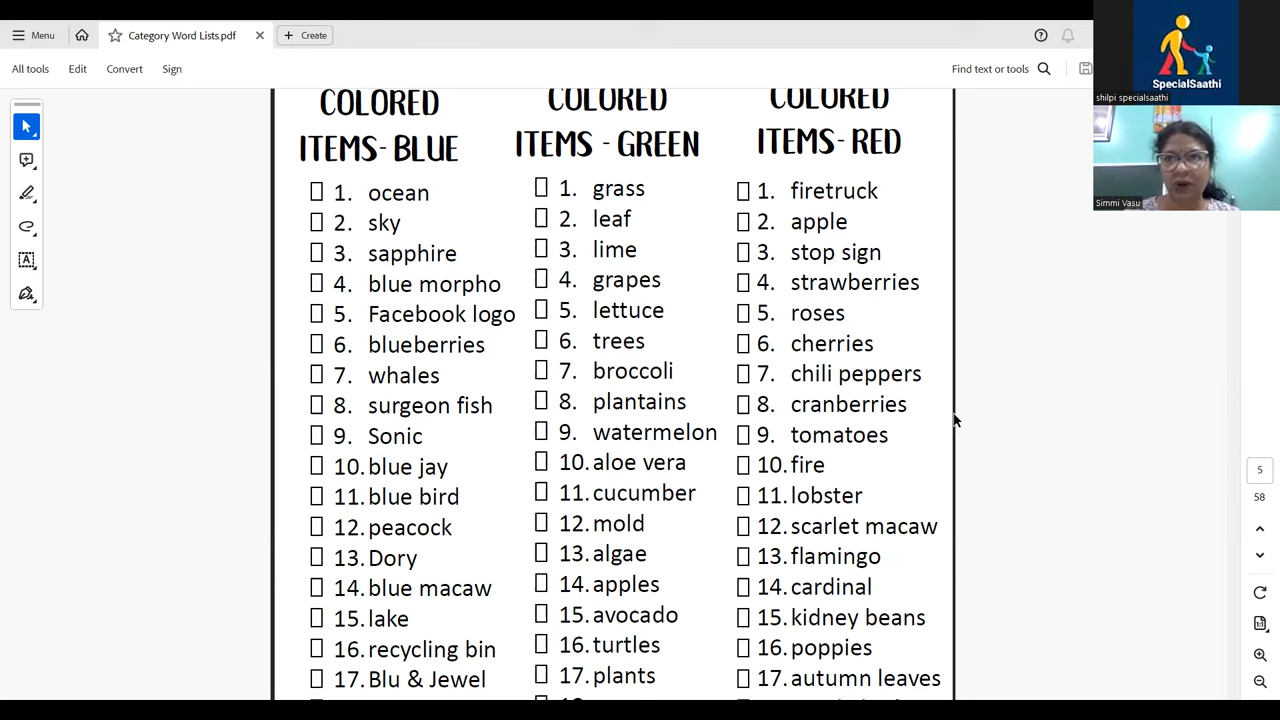 Menu
Category Word Lists.pdf
Create
All tools
Edit
Convert
Sign
Find text or tools
SpecialSaathi
shilpi specialsaathi
Simmi Vasu
COLORED
ITEMS- BLUE
1. ocean
2. sky
3. sapphire
4. blue morpho
5. Facebook logo
6. blueberries
7. whales
8. surgeon fish
9. Sonic
10. blue jay
11. blue bird
12. peacock
13. Dory
14. blue macaw
15. lake
16. recycling bin
17. Blu & Jewel
COLORED
ITEMS - GREEN
1. grass
2. leaf
3. lime
4. grapes
5. lettuce
6. trees
7. broccoli
8. plantains
9. watermelon
10. aloe vera
11. cucumber
12. mold
13. algae
14. apples
15. avocado
16. turtles
17. plants
COLORED
ITEMS- RED
1. firetruck
2. apple
3. stop sign
4. strawberries
5. roses
6. cherries
7. chili peppers
8. cranberries
9. tomatoes
10. fire
11. lobster
12. scarlet macaw
13. flamingo
14. cardinal
15. kidney beans
16. poppies
17. autumn leaves
5
58